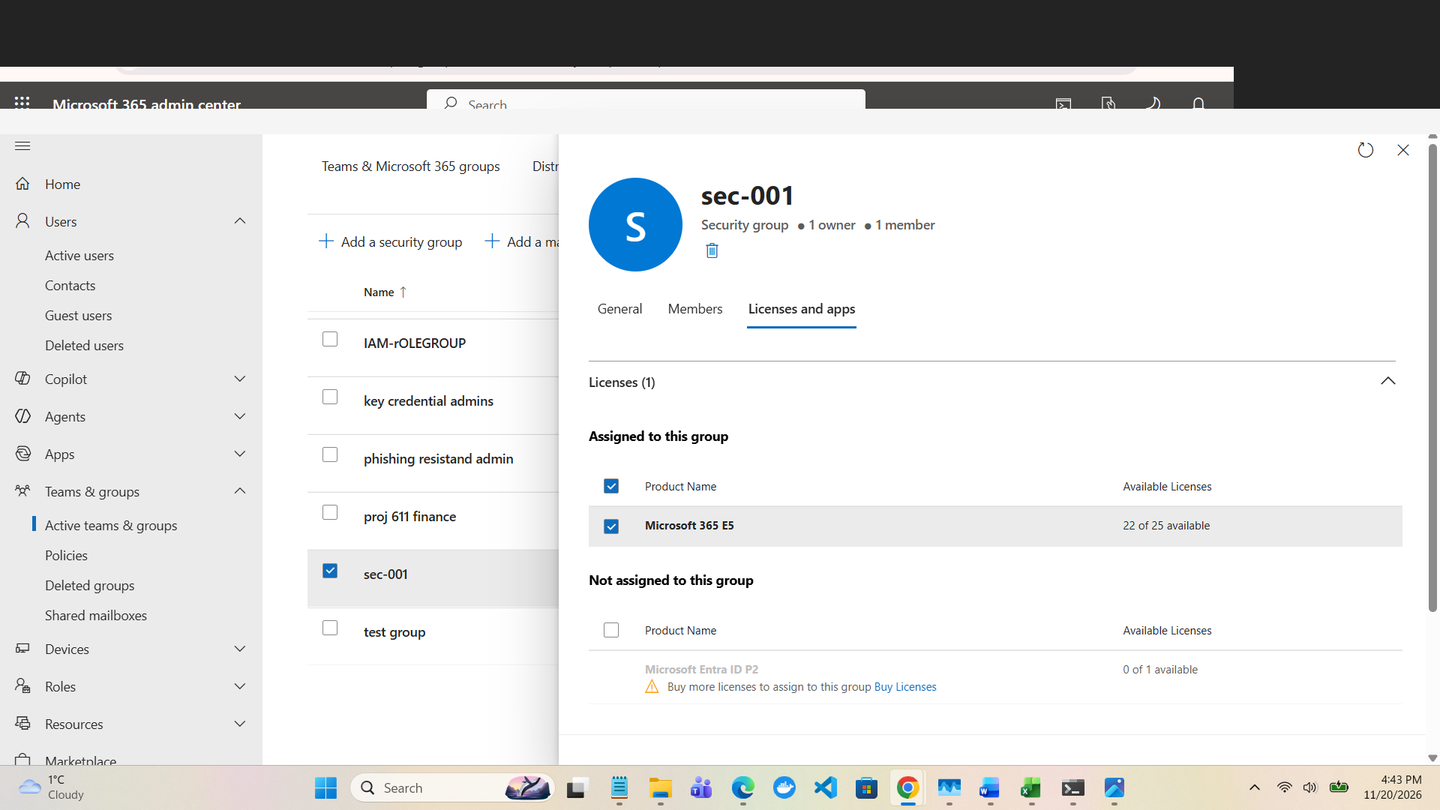 Microsoft 365 admin center
Search
Home
Users
Active users
Contacts
Guest users
Deleted users
Copilot
Agents
Apps
Teams & groups
Active teams & groups
Policies
Deleted groups
Shared mailboxes
Devices
Roles
Resources
Marketplace
Teams & Microsoft 365 groups
Distr
Add a security group
Add a ma
Name ↑
IAM-rOLEGROUP
key credential admins
phishing resistand admin
proj 611 finance
sec-001
test group
S
sec-001
Security group ● 1 owner ● 1 member
General
Members
Licenses and apps
Licenses (1)
Assigned to this group
Product Name
Available Licenses
Microsoft 365 E5
22 of 25 available
Not assigned to this group
Product Name
Available Licenses
Microsoft Entra ID P2
0 of 1 available
Buy more licenses to assign to this group Buy Licenses
1°C
Cloudy
Search
4:43 PM
11/20/2026